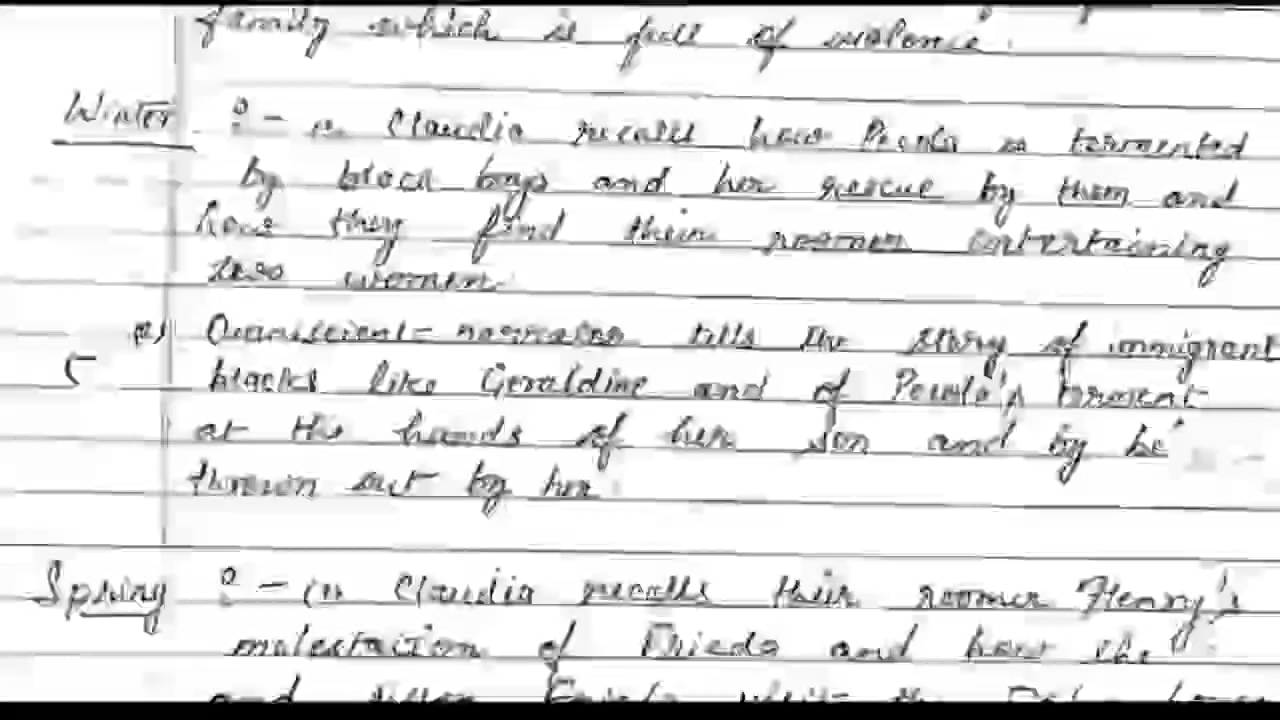 family which is full of violence.
Winter :- Claudia recalls how Pecola is tormented
by black boys and her rescue by them and
how they find their roomer entertaining
two women.
Omniscient - narrator tells the story of immigrant
5 blacks like Geraldine and of Pecola's
at the hands of her son and by be
thrown out by her.
Spring :- Claudia recalls their roomer Henry's
molestation of Frieda and how she
and